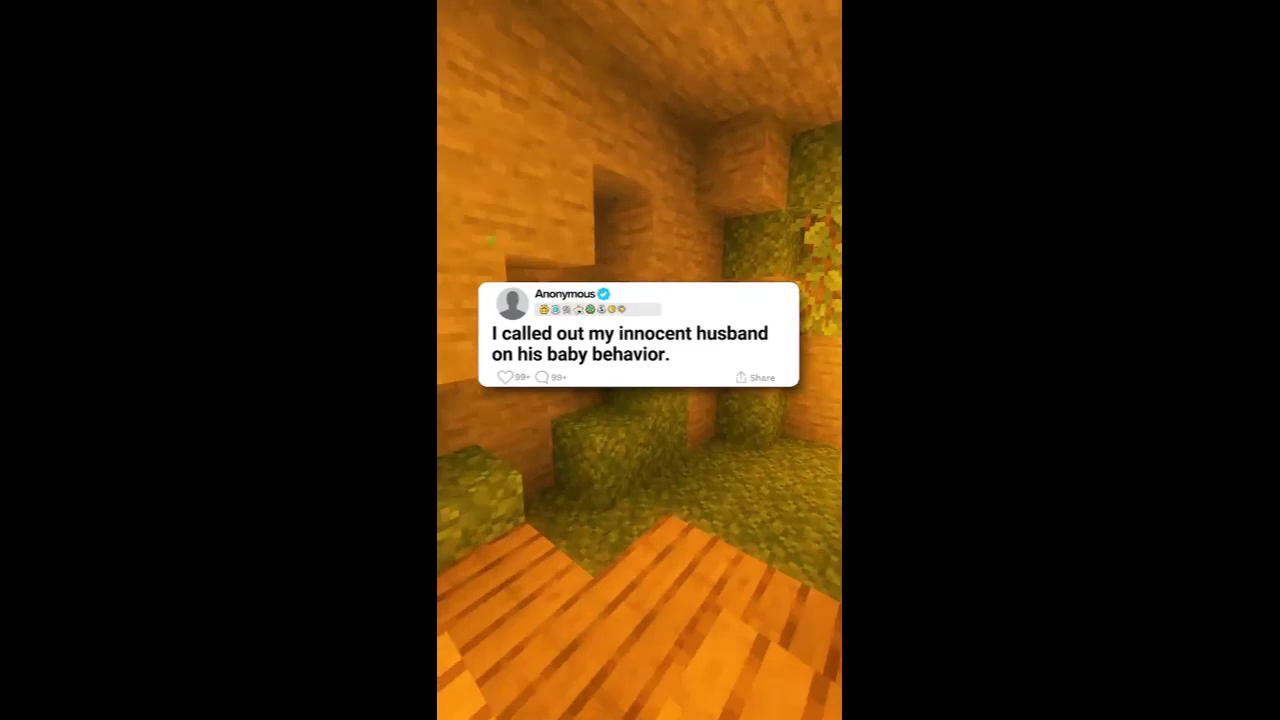 Anonymous
I called out my innocent husband
on his baby behavior.
99+ 99+ Share